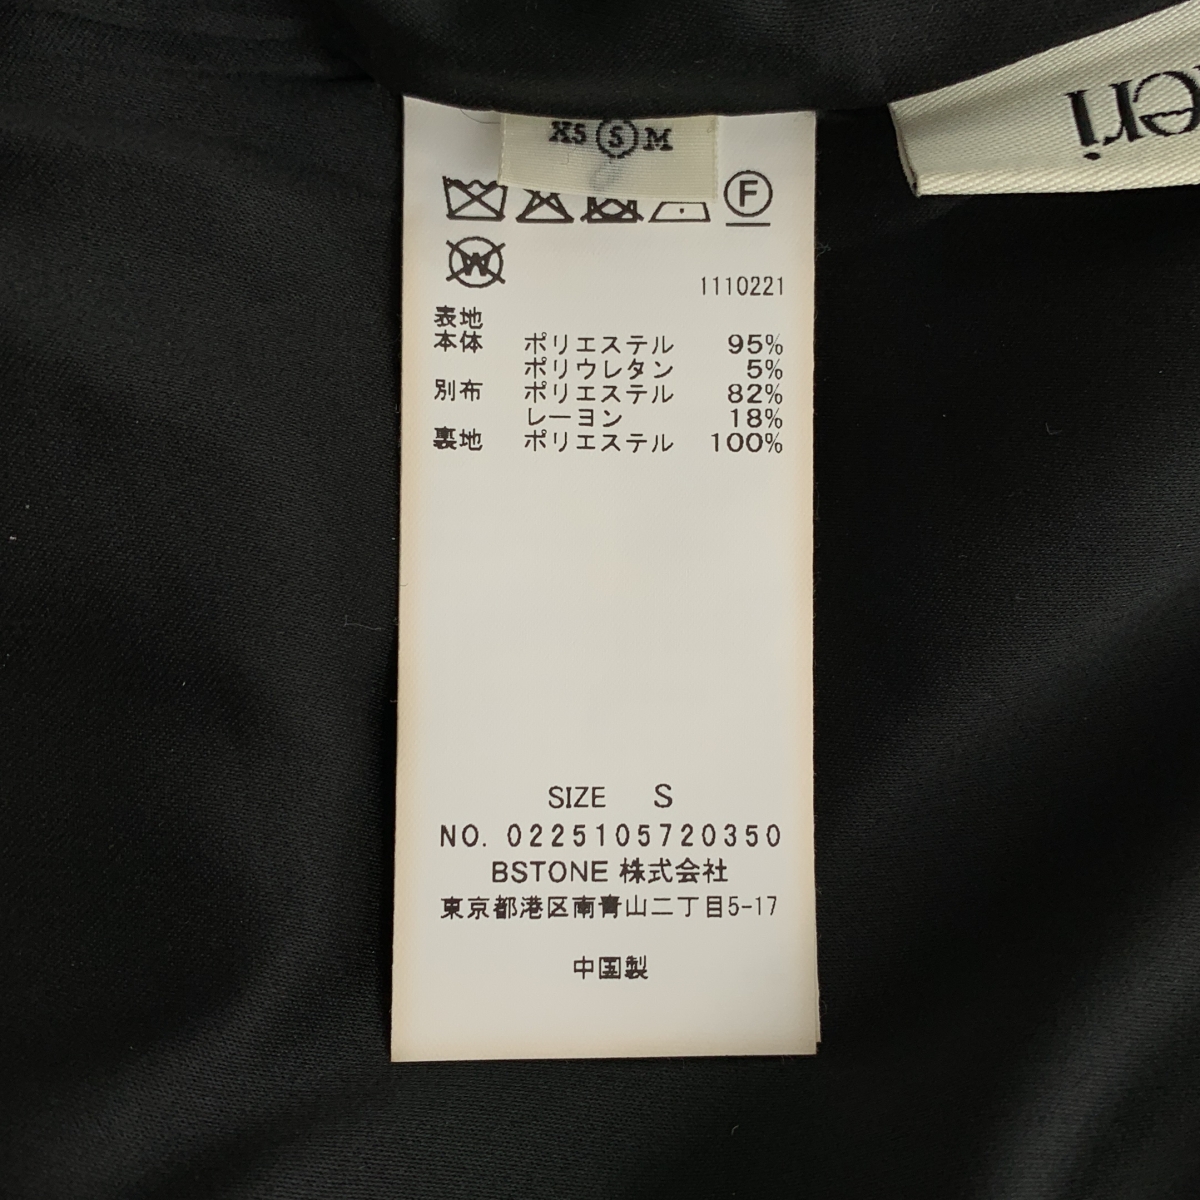 XS S M
eri
F
W
1110221
表地
本体 ポリエステル 95%
ポリウレタン 5%
別布 ポリエステル 82%
レーヨン 18%
裏地 ポリエステル 100%
SIZE S
NO. 0225105720350
BSTONE 株式会社
東京都港区南青山二丁目5-17
中国製